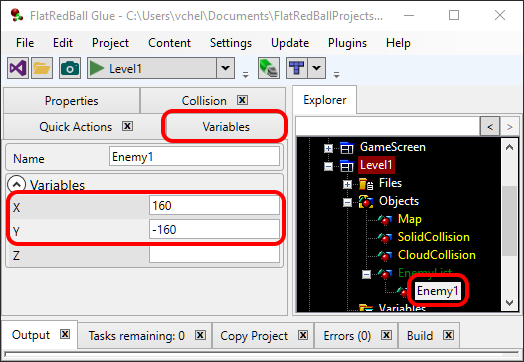 FlatRedBall Glue - C:\Users\vchel\Documents\FlatRedBallProjects...
File Edit Project Content Settings Update Plugins Help
Level1
Properties
Collision
Quick Actions
Variables
Name
Enemy1
Variables
X
160
Y
-160
Z
Explorer
< >
GameScreen
Level1
Files
Objects
Map
SolidCollision
CloudCollision
EnemyList
Enemy1
Variables
Output
Tasks remaining: 0
Copy Project
Errors (0)
Build